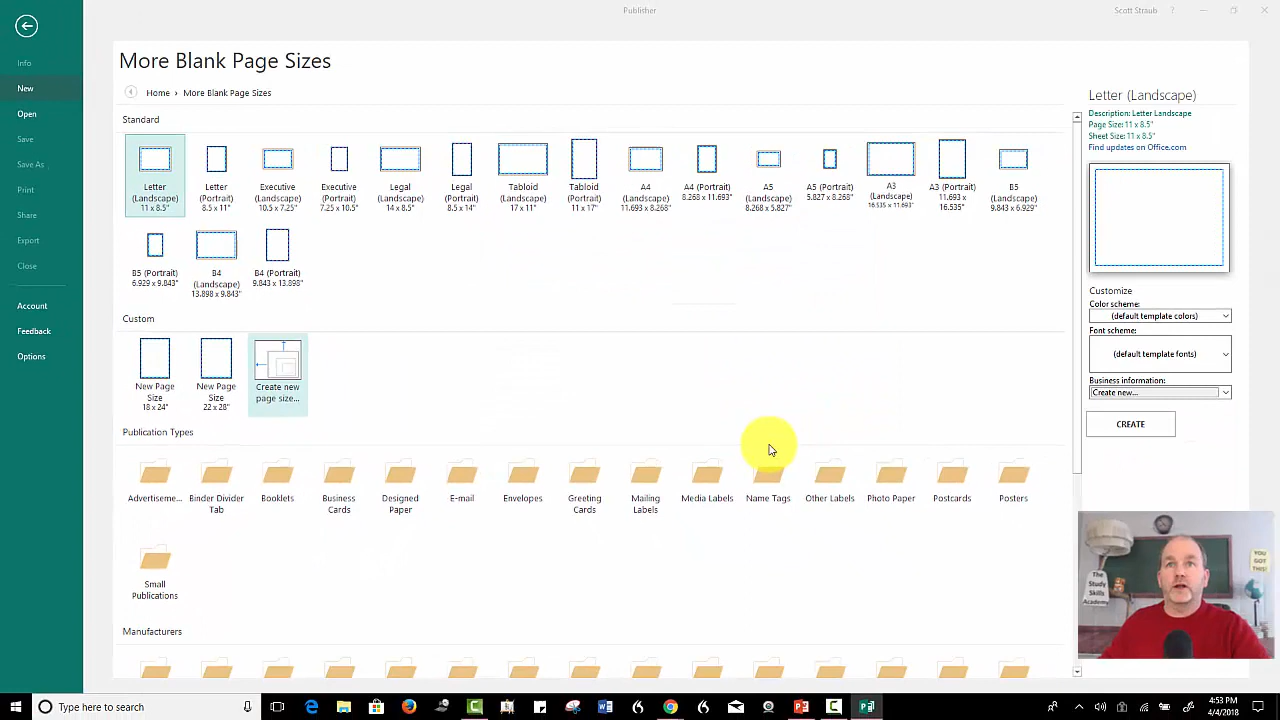 Publisher
Scott Straub
?
Info
New
Open
Save
Save As
Print
Share
Export
Close
Account
Feedback
Options
More Blank Page Sizes
Home › More Blank Page Sizes
Standard
Letter
(Landscape)
11 x 8.5"
Letter
(Portrait)
8.5 x 11"
Executive
(Landscape)
10.5 x 7.25"
Executive
(Portrait)
7.25 x 10.5"
Legal
(Landscape)
14 x 8.5"
Legal
(Portrait)
8.5 x 14"
Tabloid
(Landscape)
17 x 11"
Tabloid
(Portrait)
11 x 17"
A4
(Landscape)
11.693 x 8.268"
A4 (Portrait)
8.268 x 11.693"
A5
(Landscape)
8.268 x 5.827"
A5 (Portrait)
5.827 x 8.268"
A3
(Landscape)
16.535 x 11.693"
A3 (Portrait)
11.693 x
16.535"
B5
(Landscape)
9.843 x 6.929"
B5 (Portrait)
6.929 x 9.843"
B4
(Landscape)
13.898 x 9.843"
B4 (Portrait)
9.843 x 13.898"
Custom
New Page
Size
18 x 24"
New Page
Size
22 x 28"
Create new
page size...
Publication Types
Advertiseme...
Binder Divider
Tab
Booklets
Business
Cards
Designed
Paper
E-mail
Envelopes
Greeting
Cards
Mailing
Labels
Media Labels
Name Tags
Other Labels
Photo Paper
Postcards
Posters
Small
Publications
Manufacturers
Letter (Landscape)
Description: Letter Landscape
Page Size: 11 x 8.5"
Sheet Size: 11 x 8.5"
Find updates on Office.com
Customize
Color scheme:
(default template colors)
Font scheme:
(default template fonts)
Business information:
Create new...
CREATE
The
Study
Skills
Academy
YOU
GOT
THIS!
Type here to search
4:53 PM
4/4/2018